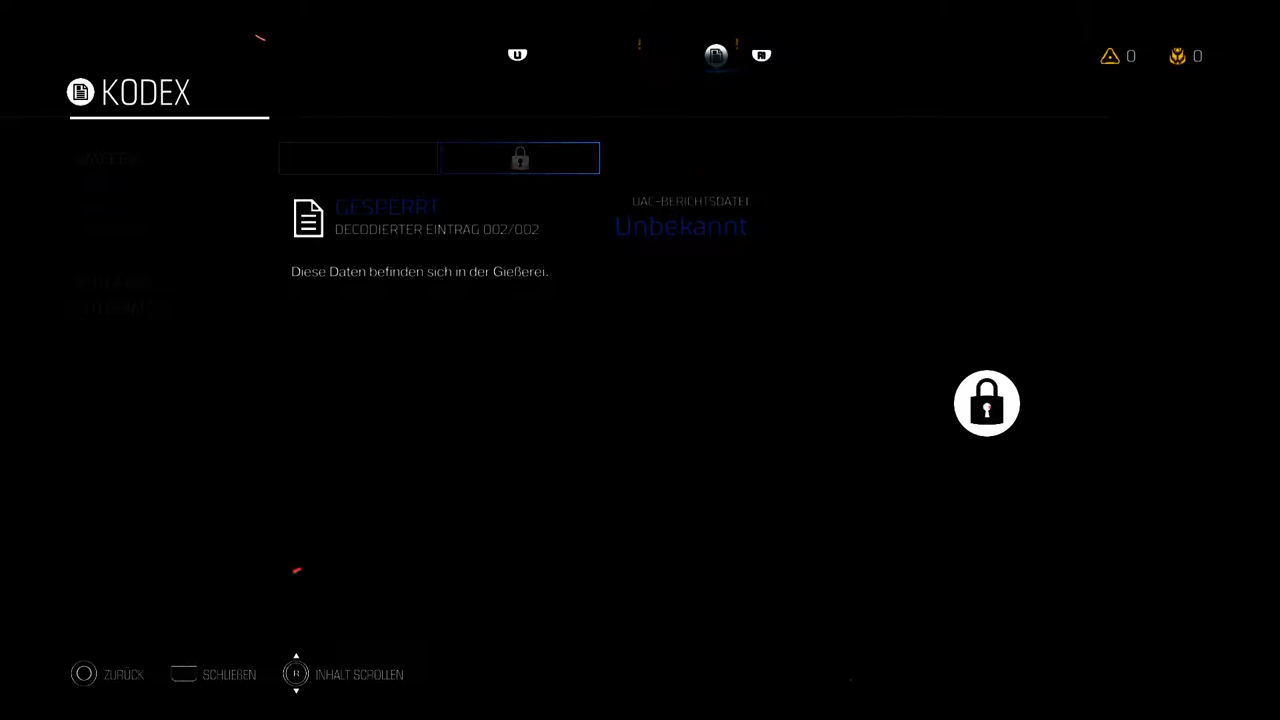 0
0
KODEX
WAFFEN
GESPERRT
DECODIERTER EINTRAG 002/002
UAC-BERICHTSDATEI
Unbekannt
Diese Daten befinden sich in der Gießerei.
ZURÜCK
SCHLIEßEN
R
INHALT SCROLLEN